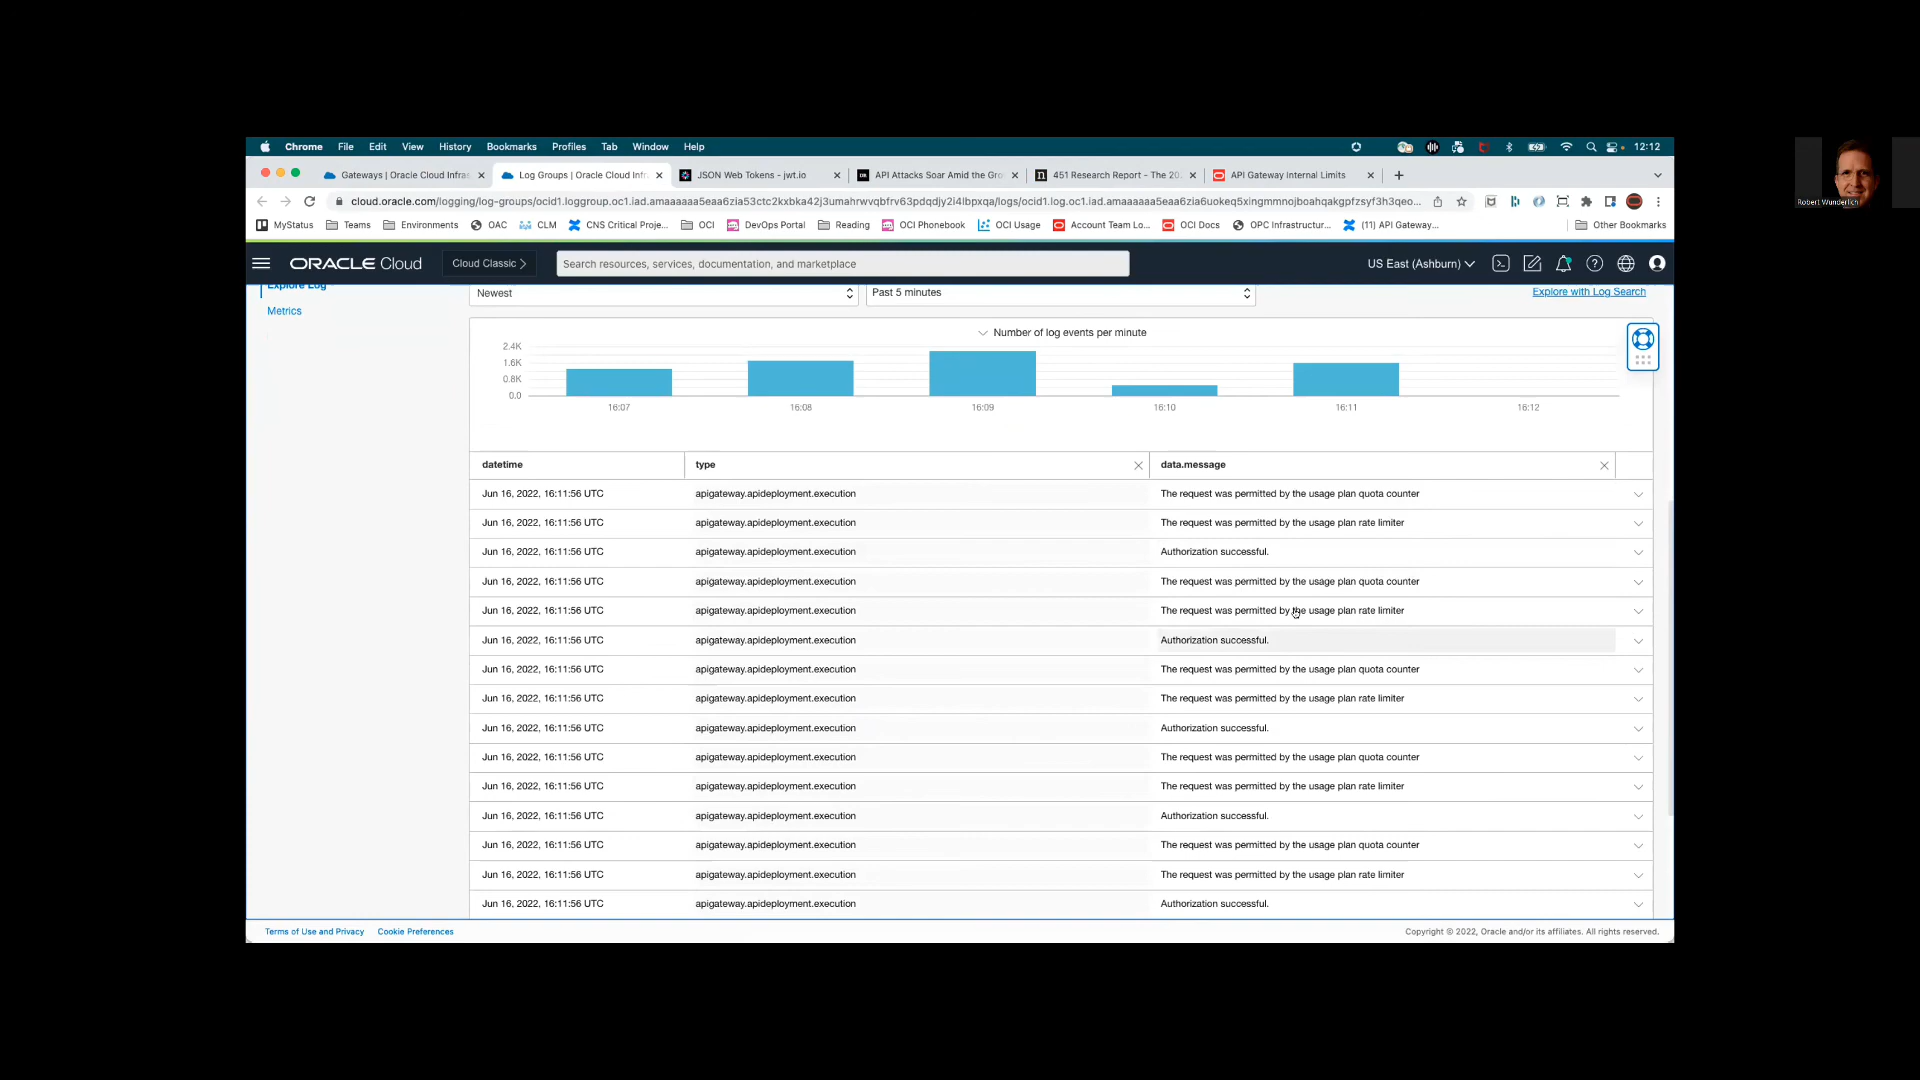 Chrome File Edit View History Bookmarks Profiles Tab Window Help 12:12
Gateways | Oracle Cloud Infras Log Groups | Oracle Cloud Infr JSON Web Tokens - jwt.io API Attacks Soar Amid the Gro 451 Research Report - The 20 API Gateway Internal Limits
MyStatus Teams Environments OAC CLM CNS Critical Proje... OCI DevOps Portal Reading OCI Phonebook OCI Usage Account Team Lo... OCI Docs OPC Infrastructur... (11) API Gateway... Other Bookmarks
ORACLE Cloud Cloud Classic Search resources, services, documentation, and marketplace US East (Ashburn)
Robert Wunderlich
Explore Log
Newest Past 5 minutes Explore with Log Search
Metrics
Number of log events per minute
2.4K
1.6K
0.8K
0.0
16:07 16:08 16:09 16:10 16:11 16:12
datetime type data.message
Jun 16, 2022, 16:11:56 UTC apigateway.apideployment.execution The request was permitted by the usage plan quota counter
Jun 16, 2022, 16:11:56 UTC apigateway.apideployment.execution The request was permitted by the usage plan rate limiter
Jun 16, 2022, 16:11:56 UTC apigateway.apideployment.execution Authorization successful.
Jun 16, 2022, 16:11:56 UTC apigateway.apideployment.execution The request was permitted by the usage plan quota counter
Jun 16, 2022, 16:11:56 UTC apigateway.apideployment.execution The request was permitted by the usage plan rate limiter
Jun 16, 2022, 16:11:56 UTC apigateway.apideployment.execution Authorization successful.
Jun 16, 2022, 16:11:56 UTC apigateway.apideployment.execution The request was permitted by the usage plan quota counter
Jun 16, 2022, 16:11:56 UTC apigateway.apideployment.execution The request was permitted by the usage plan rate limiter
Jun 16, 2022, 16:11:56 UTC apigateway.apideployment.execution Authorization successful.
Jun 16, 2022, 16:11:56 UTC apigateway.apideployment.execution The request was permitted by the usage plan quota counter
Jun 16, 2022, 16:11:56 UTC apigateway.apideployment.execution The request was permitted by the usage plan rate limiter
Jun 16, 2022, 16:11:56 UTC apigateway.apideployment.execution Authorization successful.
Jun 16, 2022, 16:11:56 UTC apigateway.apideployment.execution The request was permitted by the usage plan quota counter
Jun 16, 2022, 16:11:56 UTC apigateway.apideployment.execution The request was permitted by the usage plan rate limiter
Jun 16, 2022, 16:11:56 UTC apigateway.apideployment.execution Authorization successful.
Terms of Use and Privacy Cookie Preferences Copyright © 2022, Oracle and/or its affiliates. All rights reserved.